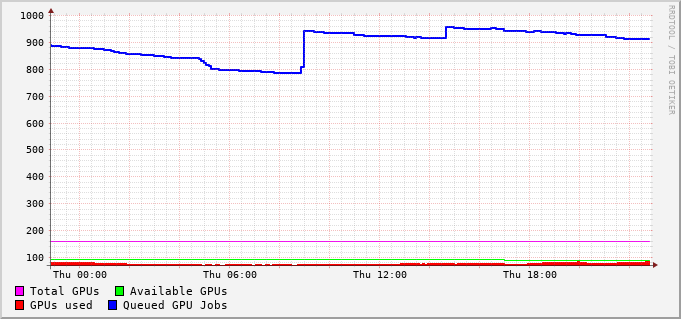 1000
900
800
700
600
500
400
300
200
100
Thu 00:00 Thu 06:00 Thu 12:00 Thu 18:00
Total GPUs Available GPUs
GPUs used Queued GPU Jobs
RRDTOOL / TOBI OETIKER